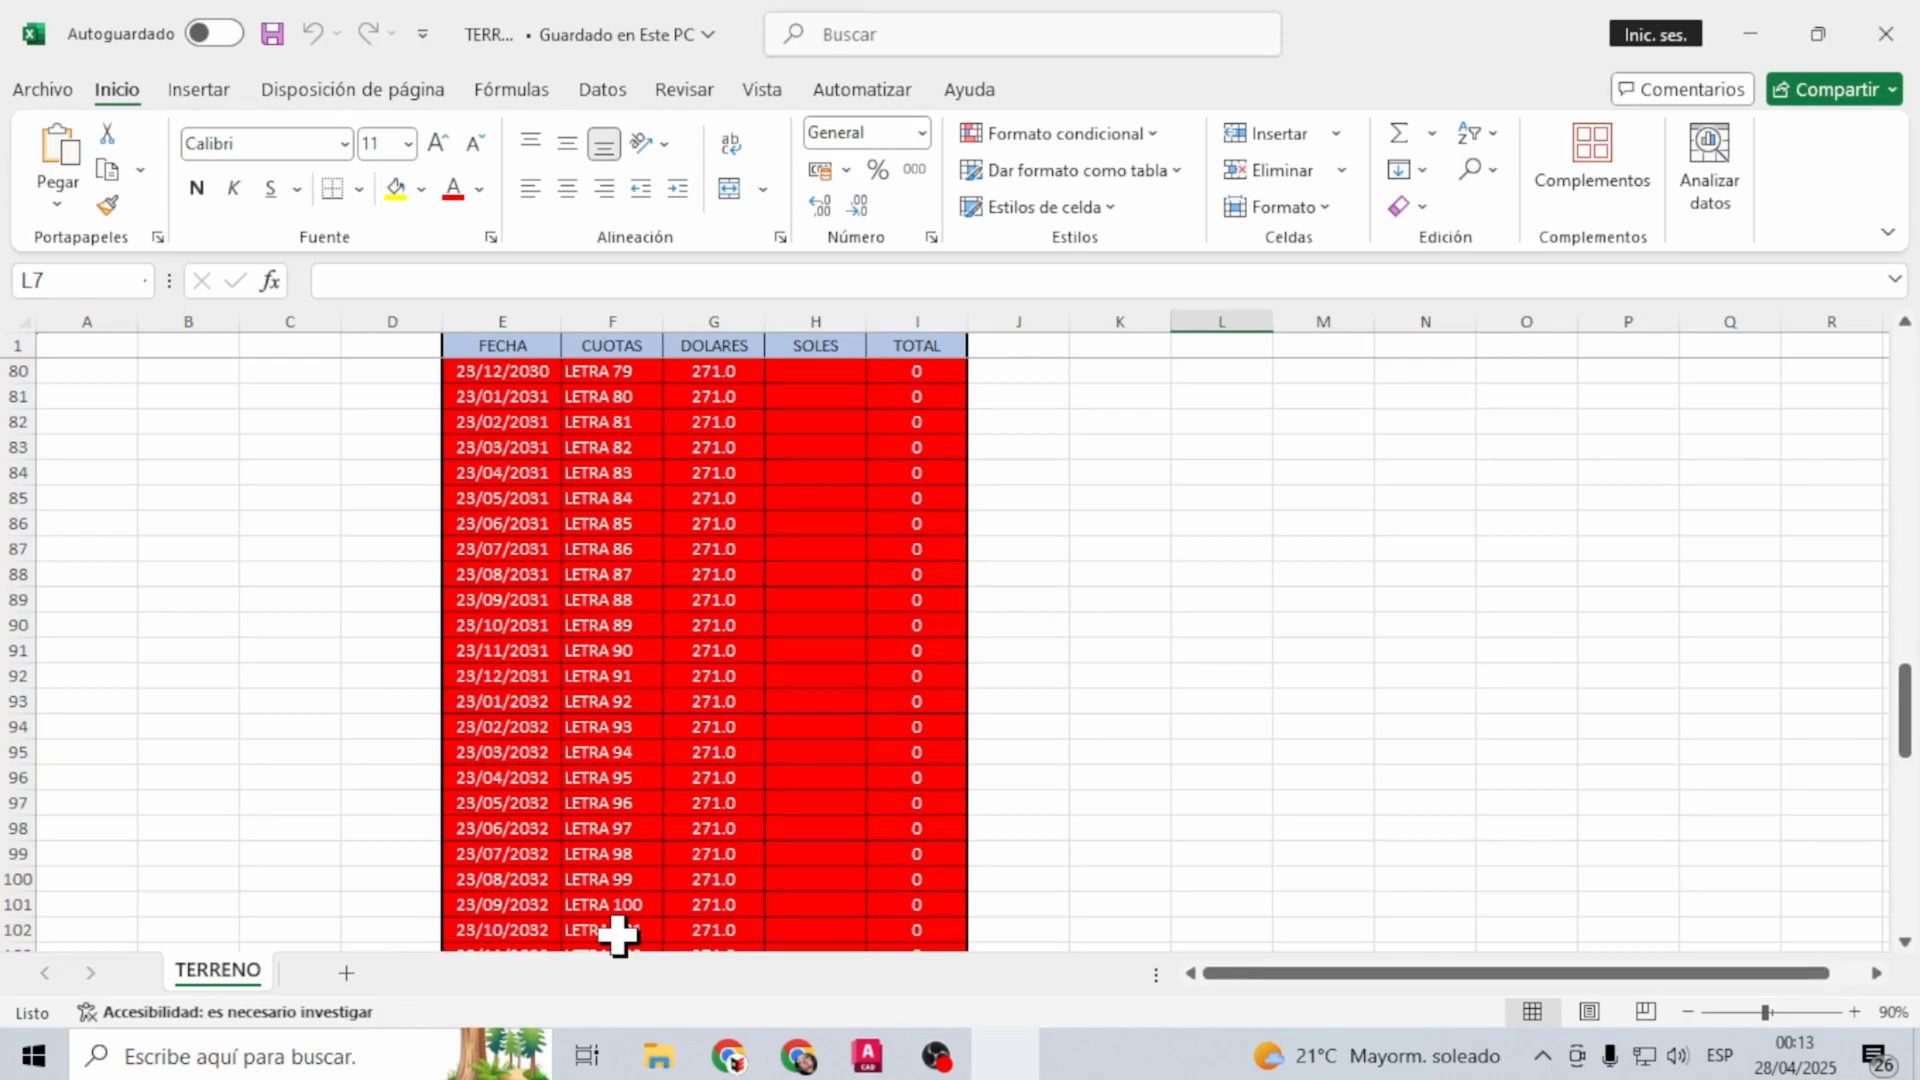 Autoguardado TERR... • Guardado en Este PC Buscar Inic. ses.
Archivo Inicio Insertar Disposición de página Fórmulas Datos Revisar Vista Automatizar Ayuda Comentarios Compartir
Pegar
Portapapeles
Calibri 11
N K S
Fuente
Alineación
General
% 000
Número
Formato condicional
Dar formato como tabla
Estilos de celda
Estilos
Insertar
Eliminar
Formato
Celdas
Edición
Complementos
Complementos
Analizar
datos
L7 fx
A B C D E F G H I J K L M N O P Q R
1 FECHA CUOTAS DOLARES SOLES TOTAL
80 23/12/2030 LETRA 79 271.0 0
81 23/01/2031 LETRA 80 271.0 0
82 23/02/2031 LETRA 81 271.0 0
83 23/03/2031 LETRA 82 271.0 0
84 23/04/2031 LETRA 83 271.0 0
85 23/05/2031 LETRA 84 271.0 0
86 23/06/2031 LETRA 85 271.0 0
87 23/07/2031 LETRA 86 271.0 0
88 23/08/2031 LETRA 87 271.0 0
89 23/09/2031 LETRA 88 271.0 0
90 23/10/2031 LETRA 89 271.0 0
91 23/11/2031 LETRA 90 271.0 0
92 23/12/2031 LETRA 91 271.0 0
93 23/01/2032 LETRA 92 271.0 0
94 23/02/2032 LETRA 93 271.0 0
95 23/03/2032 LETRA 94 271.0 0
96 23/04/2032 LETRA 95 271.0 0
97 23/05/2032 LETRA 96 271.0 0
98 23/06/2032 LETRA 97 271.0 0
99 23/07/2032 LETRA 98 271.0 0
100 23/08/2032 LETRA 99 271.0 0
101 23/09/2032 LETRA 100 271.0 0
102 23/10/2032 271.0 0
TERRENO
Listo Accesibilidad: es necesario investigar 90%
Escribe aquí para buscar. 21°C Mayorm. soleado ESP 00:13
28/04/2025 26